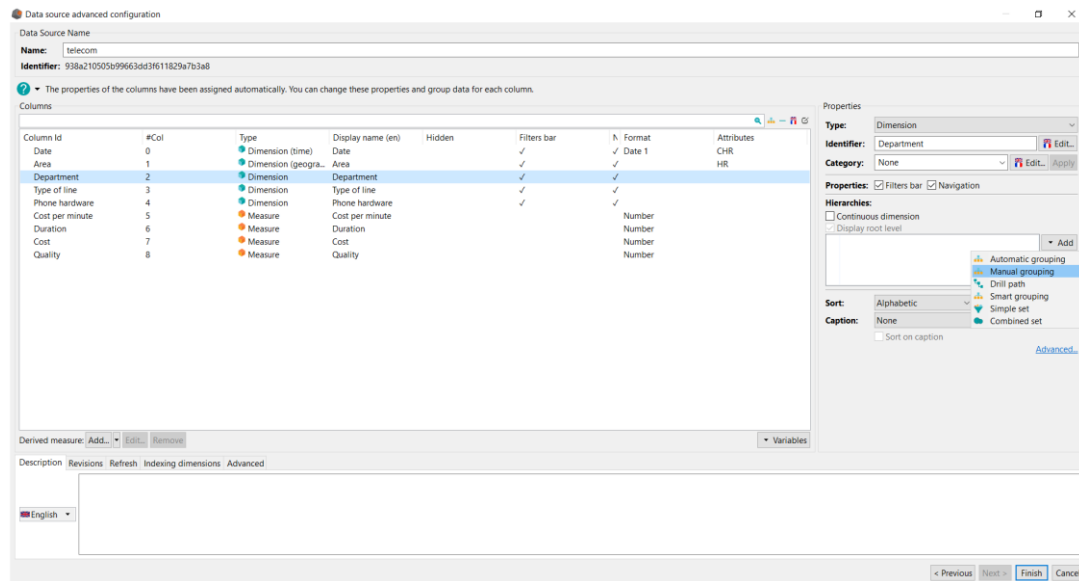 Data source advanced configuration
Data Source Name
Name: telecom
Identifier: 938a210505b99663dd3f611829a7b3a8
The properties of the columns have been assigned automatically. You can change these properties and group data for each column.
Columns
Column Id #Col Type Display name (en) Hidden Filters bar N Format Attributes
Date 0 Dimension (time) Date ✓ ✓ Date 1 CHR
Area 1 Dimension (geogra... Area ✓ ✓ HR
Department 2 Dimension Department ✓ ✓
Type of line 3 Dimension Type of line ✓ ✓
Phone hardware 4 Dimension Phone hardware ✓ ✓
Cost per minute 5 Measure Cost per minute Number
Duration 6 Measure Duration Number
Cost 7 Measure Cost Number
Quality 8 Measure Quality Number
Derived measure: Add... Edit... Remove Variables
Properties
Type: Dimension
Identifier: Department Edit...
Category: None Edit... Apply
Properties: Filters bar Navigation
Hierarchies:
Continuous dimension
Display root level
Add
Automatic grouping
Manual grouping
Drill path
Smart grouping
Simple set
Combined set
Sort: Alphabetic
Caption: None
Sort on caption
Advanced...
Description Revisions Refresh Indexing dimensions Advanced
English
< Previous Next > Finish Cancel